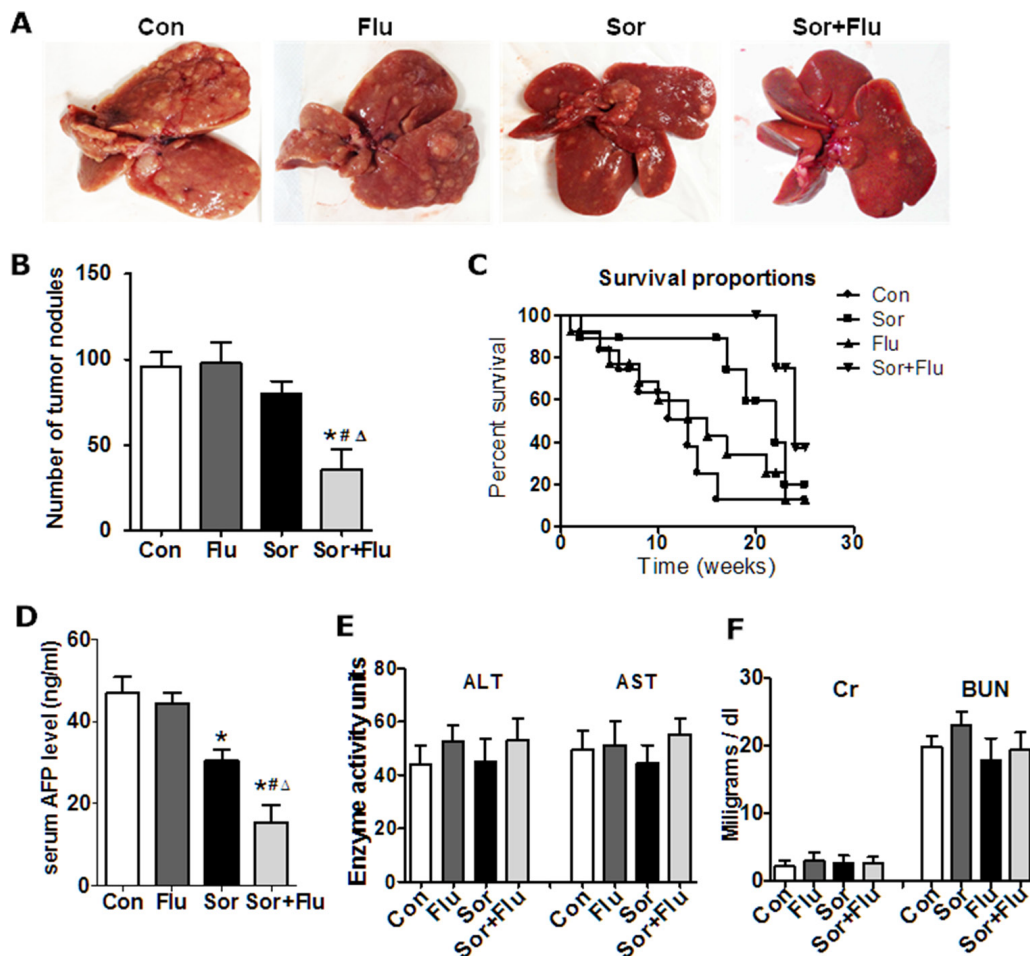 A
Con
Flu
Sor
Sor+Flu
B
Number of tumor nodules
150
100
50
0
*#Δ
Con
Flu
Sor
Sor+Flu
C
Survival proportions
Percent survival
100
80
60
40
20
0
0
10
20
30
Time (weeks)
Con
Sor
Flu
Sor+Flu
D
serum AFP level (ng/ml)
60
40
20
0
*
*#Δ
Con
Flu
Sor
Sor+Flu
E
Enzyme activity units
80
60
40
20
0
ALT
AST
Con
Flu
Sor
Sor+Flu
Con
Flu
Sor
Sor+Flu
F
Miligrams / dl
30
20
10
0
Cr
BUN
Con
Flu
Sor
Sor+Flu
Con
Sor
Flu
Sor+Flu